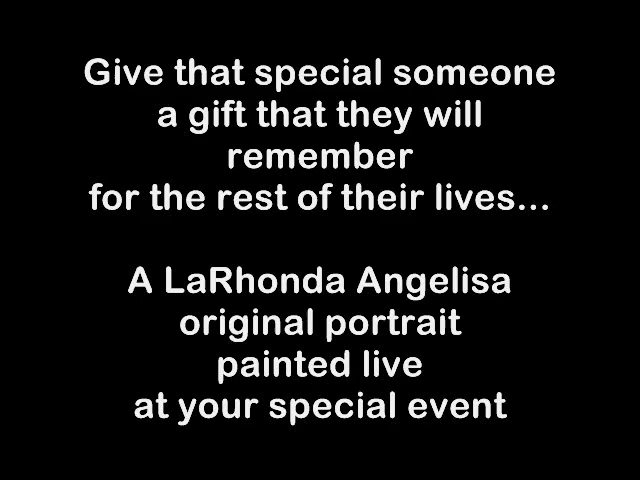 Give that special someone
a gift that they will
remember
for the rest of their lives...
A LaRhonda Angelisa
original portrait
painted live
at your special event